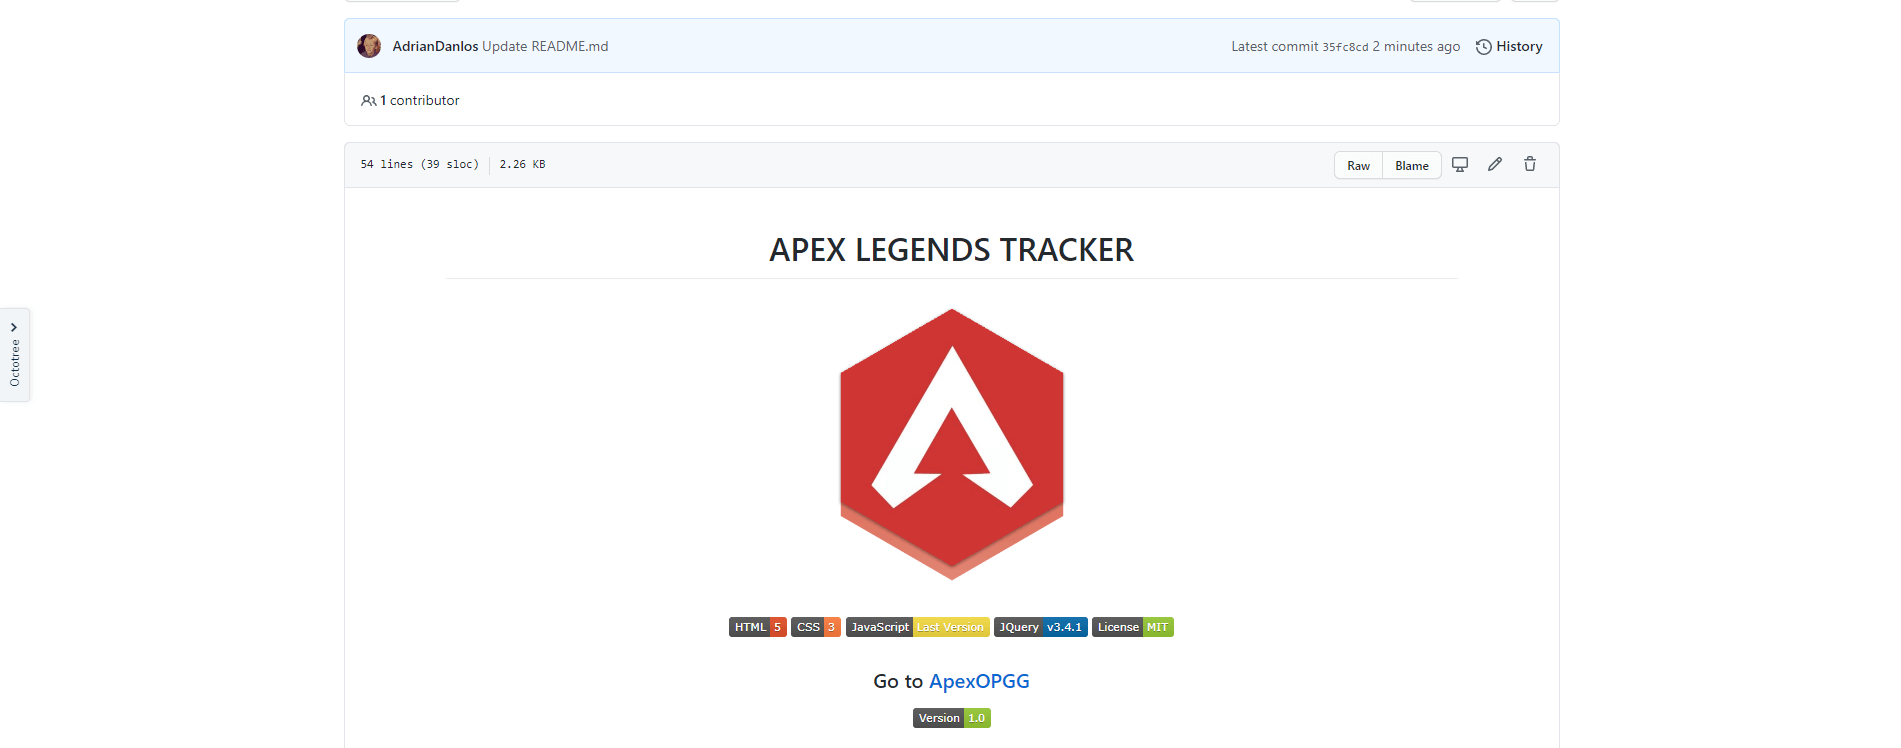 AdrianDanlos Update README.md Latest commit 35fc8cd 2 minutes ago History
1 contributor
54 lines (39 sloc) 2.26 KB Raw Blame
APEX LEGENDS TRACKER
Octotree
HTML 5 CSS 3 JavaScript Last Version JQuery v3.4.1 License MIT
Go to ApexOPGG
Version 1.0